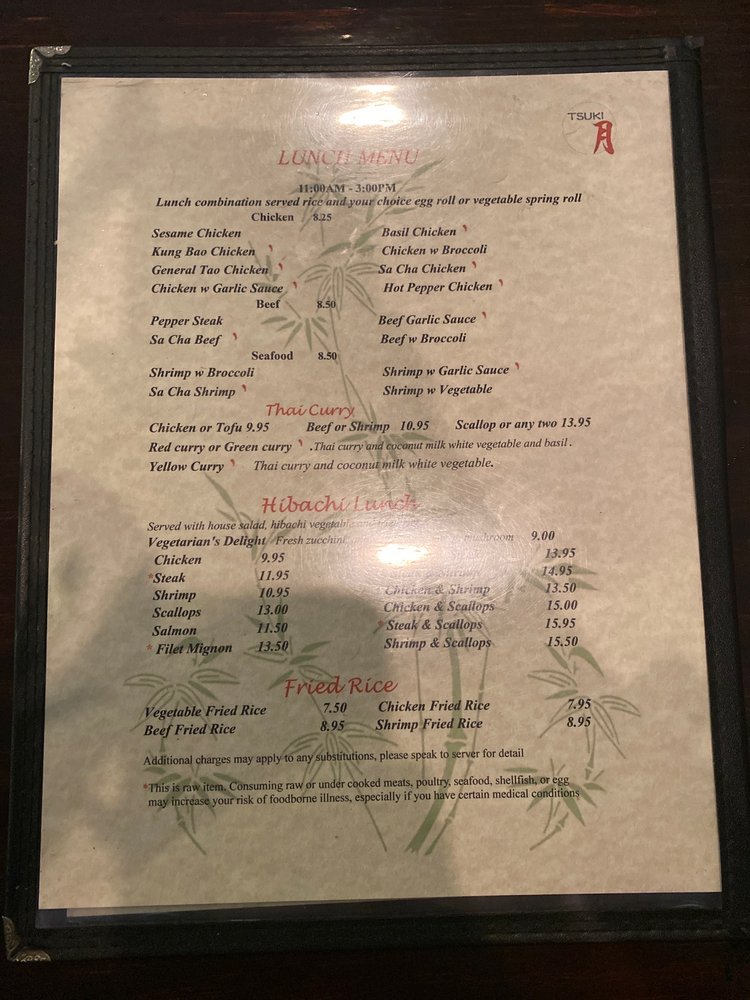 TSUKI
月
LUNCH MENU
11:00AM - 3:00PM
Lunch combination served rice and your choice egg roll or vegetable spring roll
Chicken 8.25
Sesame Chicken Basil Chicken
Kung Bao Chicken Chicken w Broccoli
General Tao Chicken Sa Cha Chicken
Chicken w Garlic Sauce Hot Pepper Chicken
Beef 8.50
Pepper Steak Beef Garlic Sauce
Sa Cha Beef Beef w Broccoli
Seafood 8.50
Shrimp w Broccoli Shrimp w Garlic Sauce
Sa Cha Shrimp Shrimp w Vegetable
Thai Curry
Chicken or Tofu 9.95 Beef or Shrimp 10.95 Scallop or any two 13.95
Red curry or Green curry .Thai curry and coconut milk white vegetable and basil .
Yellow Curry Thai curry and coconut milk white vegetable.
Hibachi Lunch
Served with house salad, hibachi vegetable and
Vegetarian's Delight Fresh zucchini, mushroom 9.00
Chicken 9.95 13.95
*Steak 11.95 14.95
Shrimp 10.95 Chicken & Shrimp 13.50
Scallops 13.00 Chicken & Scallops 15.00
Salmon 11.50 * Steak & Scallops 15.95
* Filet Mignon 13.50 Shrimp & Scallops 15.50
Fried Rice
Vegetable Fried Rice 7.50 Chicken Fried Rice 7.95
Beef Fried Rice 8.95 Shrimp Fried Rice 8.95
Additional charges may apply to any substitutions, please speak to server for detail
*This is raw item. Consuming raw or under cooked meats, poultry, seafood, shellfish, or egg
may increase your risk of foodborne illness, especially if you have certain medical conditions